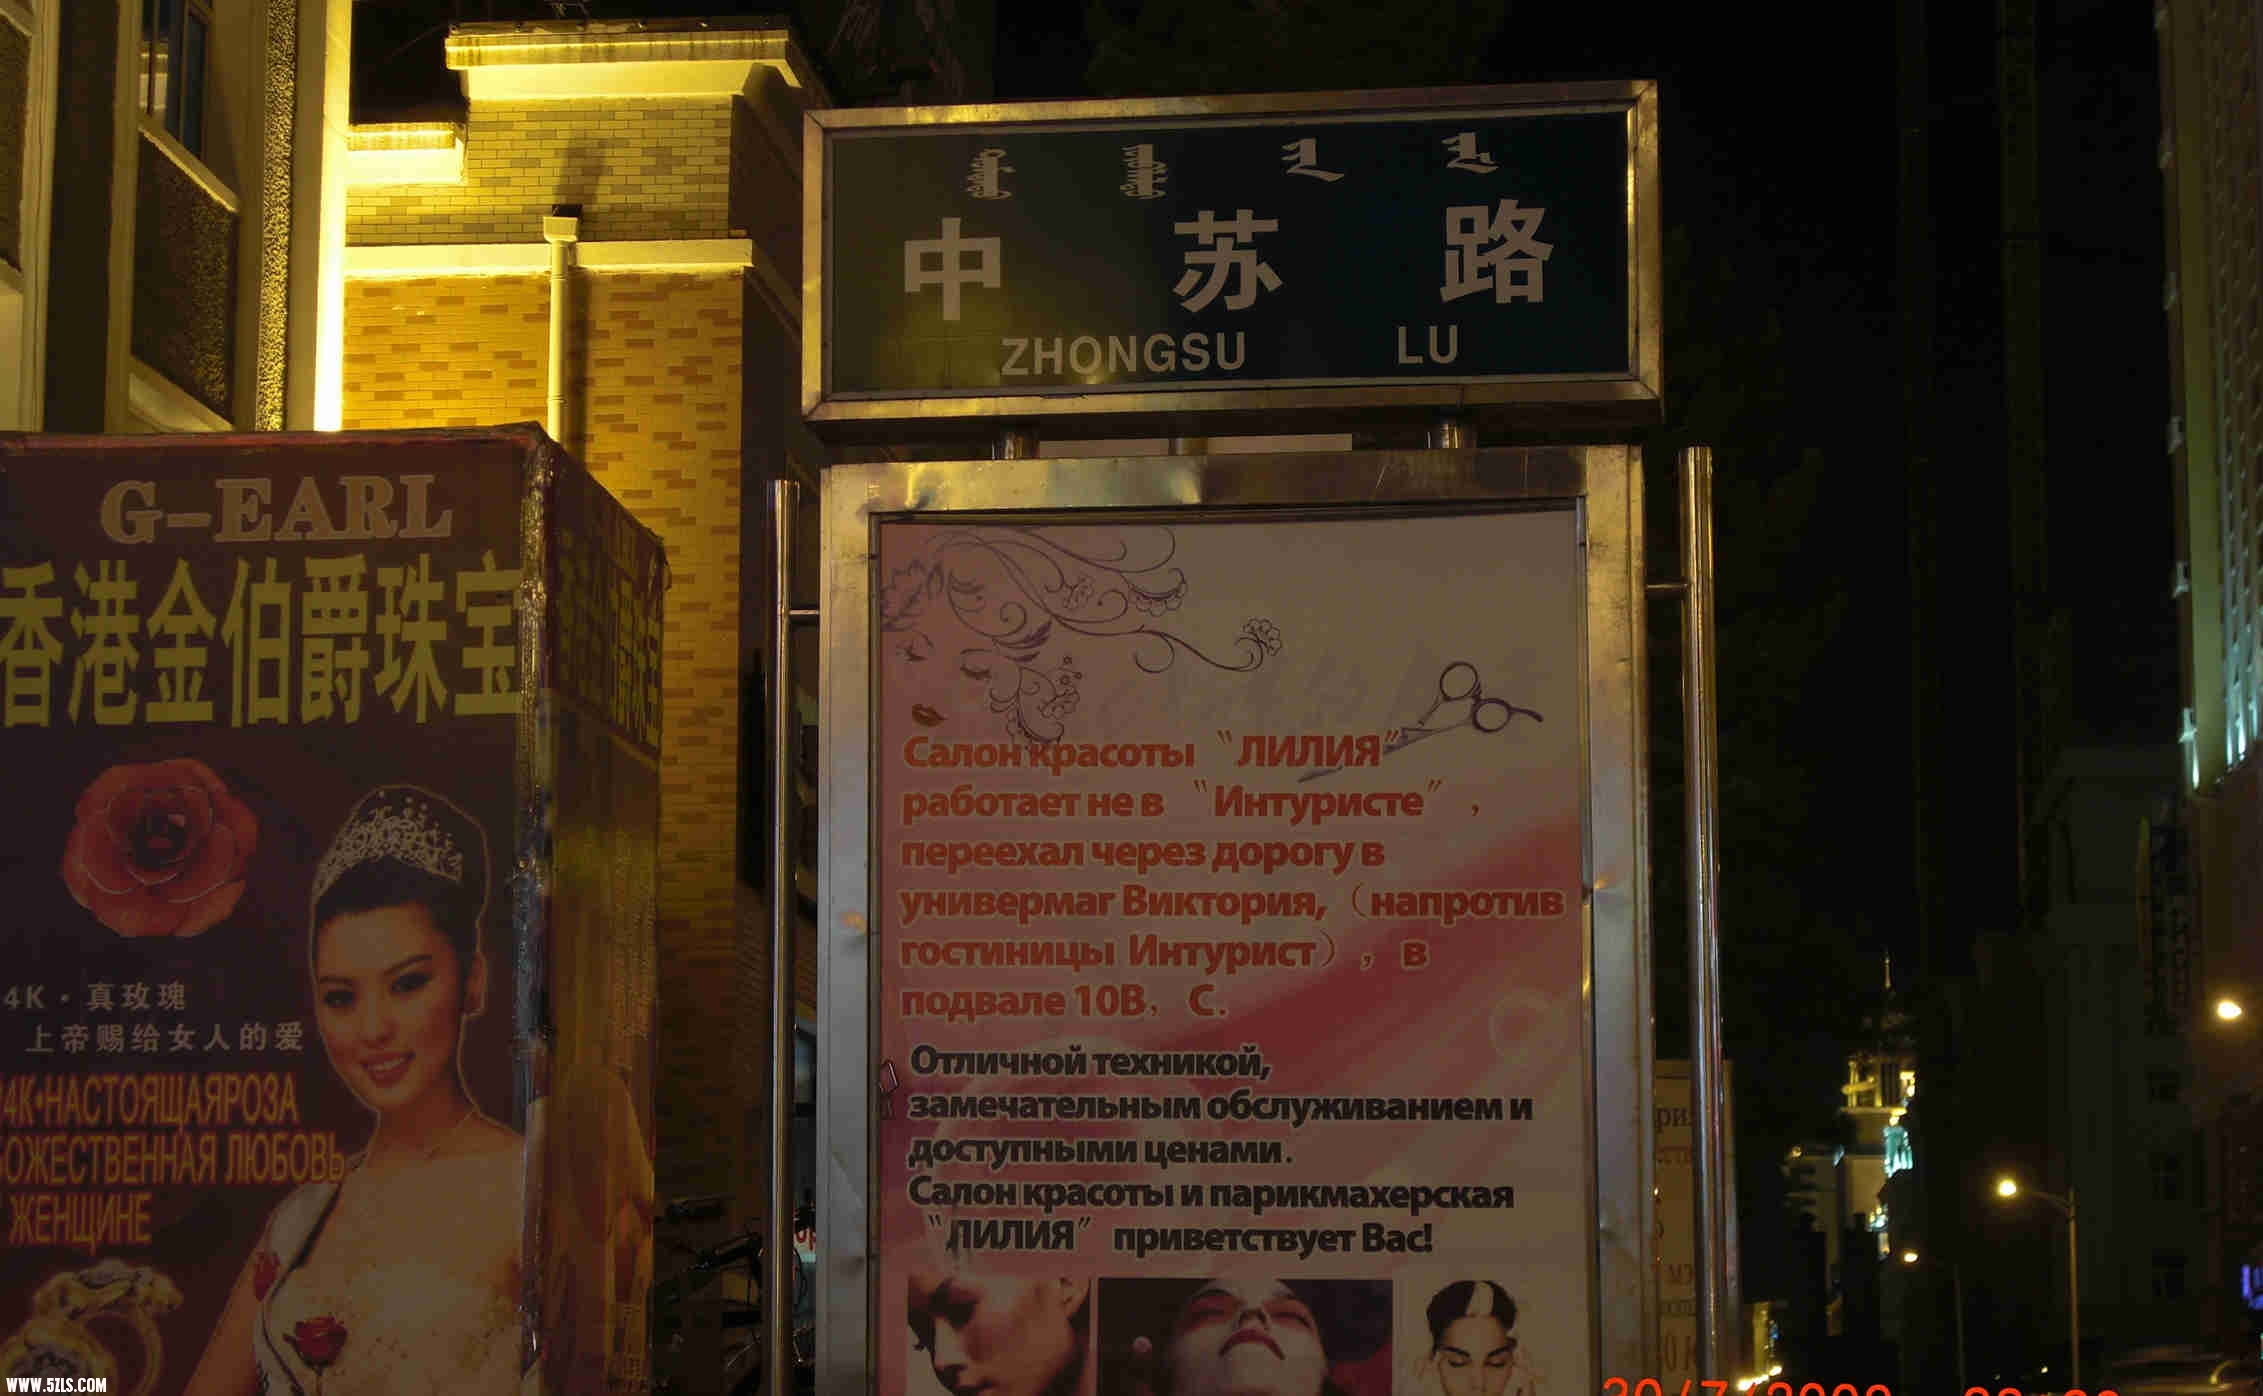 中 苏 路
ZHONGSU LU
G-EARL
香港金伯爵珠宝
4K·真玫瑰
上帝赐给女人的爱
24K·НАСТОЯЩАЯРОЗА
БОЖЕСТВЕННАЯ ЛЮБОВЬ
ЖЕНЩИНЕ
Салон красоты "ЛИЛИЯ"
работает не в "Интуристе",
переехал через дорогу в
универмаг Виктория, (напротив
гостиницы Интурист), в
подвале 10В, С.
Отличной техникой,
замечательным обслуживанием и
доступными ценами.
Салон красоты и парикмахерская
"ЛИЛИЯ" приветствует Вас!
WWW.5ZLS.COM